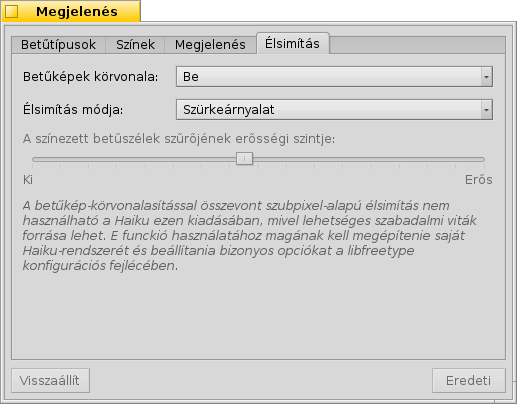 Megjelenés
Betűtípusok Színek Megjelenés Élsimítás
Betűképek körvonala: Be
Élsimítás módja: Szürkeárnyalat
A színezett betűszélek szűrőjének erősségi szintje:
Ki Erős
A betűkép-körvonalasítással összevont szubpixel-alapú élsimítás nem
használható a Haiku ezen kiadásában, mivel lehetséges szabadalmi viták
forrása lehet. E funkció használatához magának kell megépítenie saját
Haiku-rendszerét és beállítania bizonyos opciókat a libfreetype
konfigurációs fejlécében.
Visszaállít Eredeti